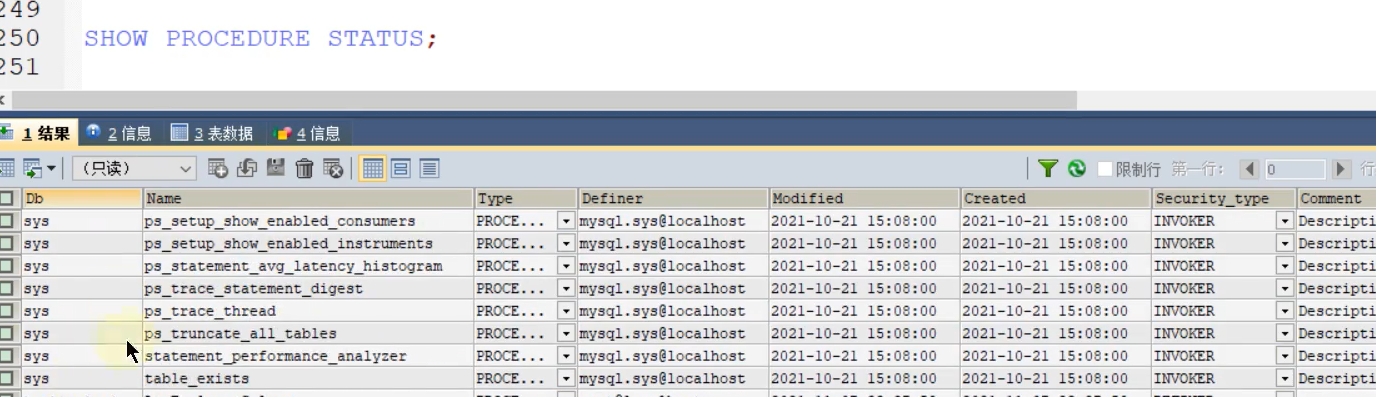 249
250 SHOW PROCEDURE STATUS;
251
1 结果 2 信息 3 表数据 4 信息
（只读） 限制行 第一行: 0 行
Db Name Type Definer Modified Created Security_type Comment
sys ps_setup_show_enabled_consumers PROCE... mysql.sys@localhost 2021-10-21 15:08:00 2021-10-21 15:08:00 INVOKER Descripti
sys ps_setup_show_enabled_instruments PROCE... mysql.sys@localhost 2021-10-21 15:08:00 2021-10-21 15:08:00 INVOKER Descripti
sys ps_statement_avg_latency_histogram PROCE... mysql.sys@localhost 2021-10-21 15:08:00 2021-10-21 15:08:00 INVOKER Descripti
sys ps_trace_statement_digest PROCE... mysql.sys@localhost 2021-10-21 15:08:00 2021-10-21 15:08:00 INVOKER Descripti
sys ps_trace_thread PROCE... mysql.sys@localhost 2021-10-21 15:08:00 2021-10-21 15:08:00 INVOKER Descripti
sys ps_truncate_all_tables PROCE... mysql.sys@localhost 2021-10-21 15:08:00 2021-10-21 15:08:00 INVOKER Descripti
sys statement_performance_analyzer PROCE... mysql.sys@localhost 2021-10-21 15:08:00 2021-10-21 15:08:00 INVOKER Descripti
sys table_exists PROCE... mysql.sys@localhost 2021-10-21 15:08:00 2021-10-21 15:08:00 INVOKER Descripti